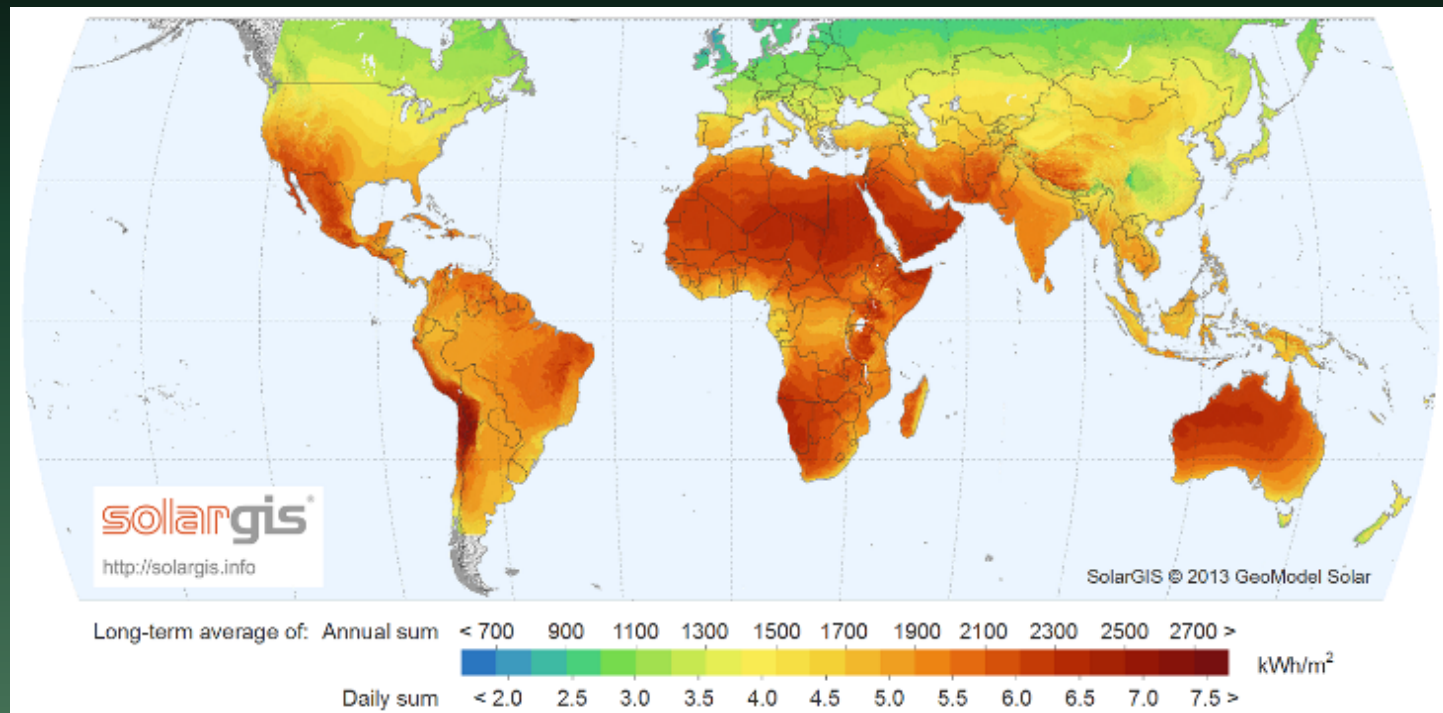 solargis®
http://solargis.info
SolarGIS © 2013 GeoModel Solar
Long-term average of: Annual sum < 700 900 1100 1300 1500 1700 1900 2100 2300 2500 2700 >
kWh/m²
Daily sum < 2.0 2.5 3.0 3.5 4.0 4.5 5.0 5.5 6.0 6.5 7.0 7.5 >